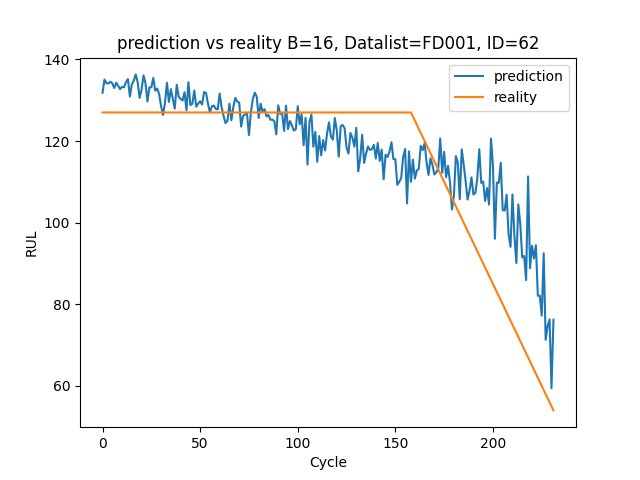 prediction vs reality B=16, Datalist=FD001, ID=62
prediction
reality
140
120
100
80
60
RUL
0
50
100
150
200
Cycle